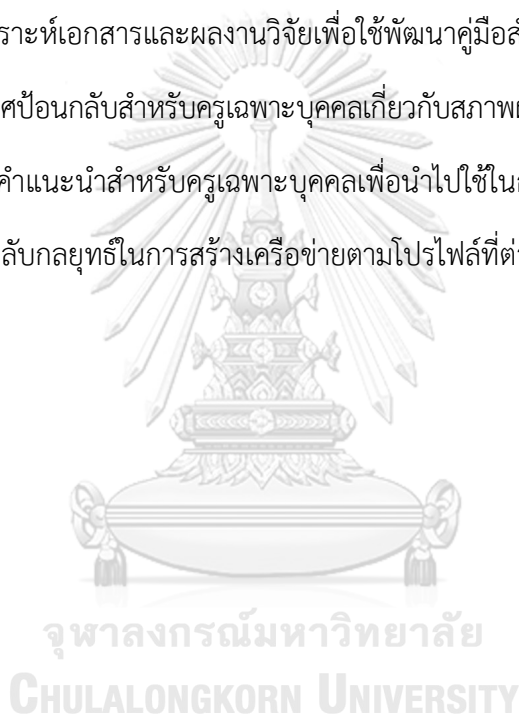 ราะห์เอกสารและผลงานวิจัยเพื่อใช้พัฒนาคู่มือสำ
ศป้อนกลับสำหรับครูเฉพาะบุคคลเกี่ยวกับสภาพ
คำแนะนำสำหรับครูเฉพาะบุคคลเพื่อนำไปใช้ใน
ลับกลยุทธ์ในการสร้างเครือข่ายตามโปรไฟล์ที่ต่
จุฬาลงกรณ์มหาวิทยาลัย
CHULALONGKORN UNIVERSITY